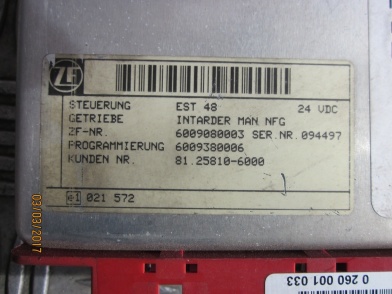 ZF
STEUERUNG EST 48 24 VDC
GETRIEBE INTARDER MAN NFG
ZF-NR. 6009080003 SER.NR.094497
PROGRAMMIERUNG 6009380006
KUNDEN NR. 81.25810-6000
e1 021 572
0 260 001 033
03/03/2017